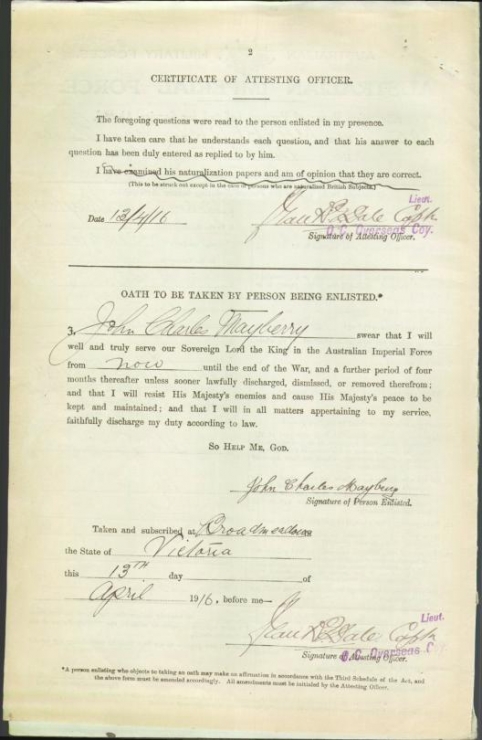 2
CERTIFICATE OF ATTESTING OFFICER.
The foregoing questions were read to the person enlisted in my presence.
I have taken care that he understands each question, and that his answer to each
question has been duly entered as replied to by him.
I have examined his naturalization papers and am of opinion that they are correct.
(This to be struck out except in the case of persons who are naturalized British Subjects.)
Lieut.
Date 12/4/16 Dale Capt
O.C. Overseas Coy.
Signature of Attesting Officer.
OATH TO BE TAKEN BY PERSON BEING ENLISTED.*
3. John Charles Mayberry swear that I will
well and truly serve our Sovereign Lord the King in the Australian Imperial Force
from now until the end of the War, and a further period of four
months thereafter unless sooner lawfully discharged, dismissed, or removed therefrom;
and that I will resist His Majesty's enemies and cause His Majesty's peace to be
kept and maintained; and that I will in all matters appertaining to my service,
faithfully discharge my duty according to law.
SO HELP ME, GOD.
John Charles Mayberry
Signature of Person Enlisted.
Taken and subscribed at Broadmeadows
the State of Victoria
this 13TH day of
April 1916, before me—
Lieut.
Dale Capt
O.C. Overseas Coy.
Signature of Attesting Officer.
*A person enlisting who objects to taking an oath may make an affirmation in accordance with the Third Schedule of the Act, and
the above form must be amended accordingly. All amendments must be initialed by the Attesting Officer.